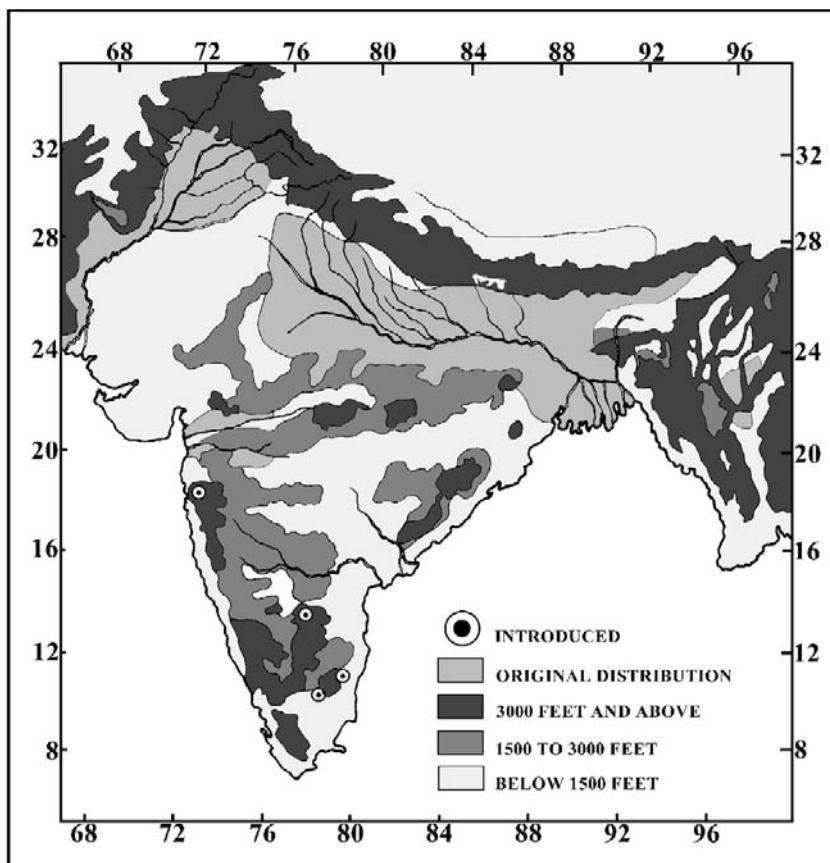 68 72 77 80 84 88 92 96
32 32
28 28
24 24
20 20
16 16
12 12
8 8
INTRODUCED
ORIGINAL DISTRIBUTION
3000 FEET AND ABOVE
1500 TO 3000 FEET
BELOW 1500 FEET
68 72 76 80 84 88 92 96